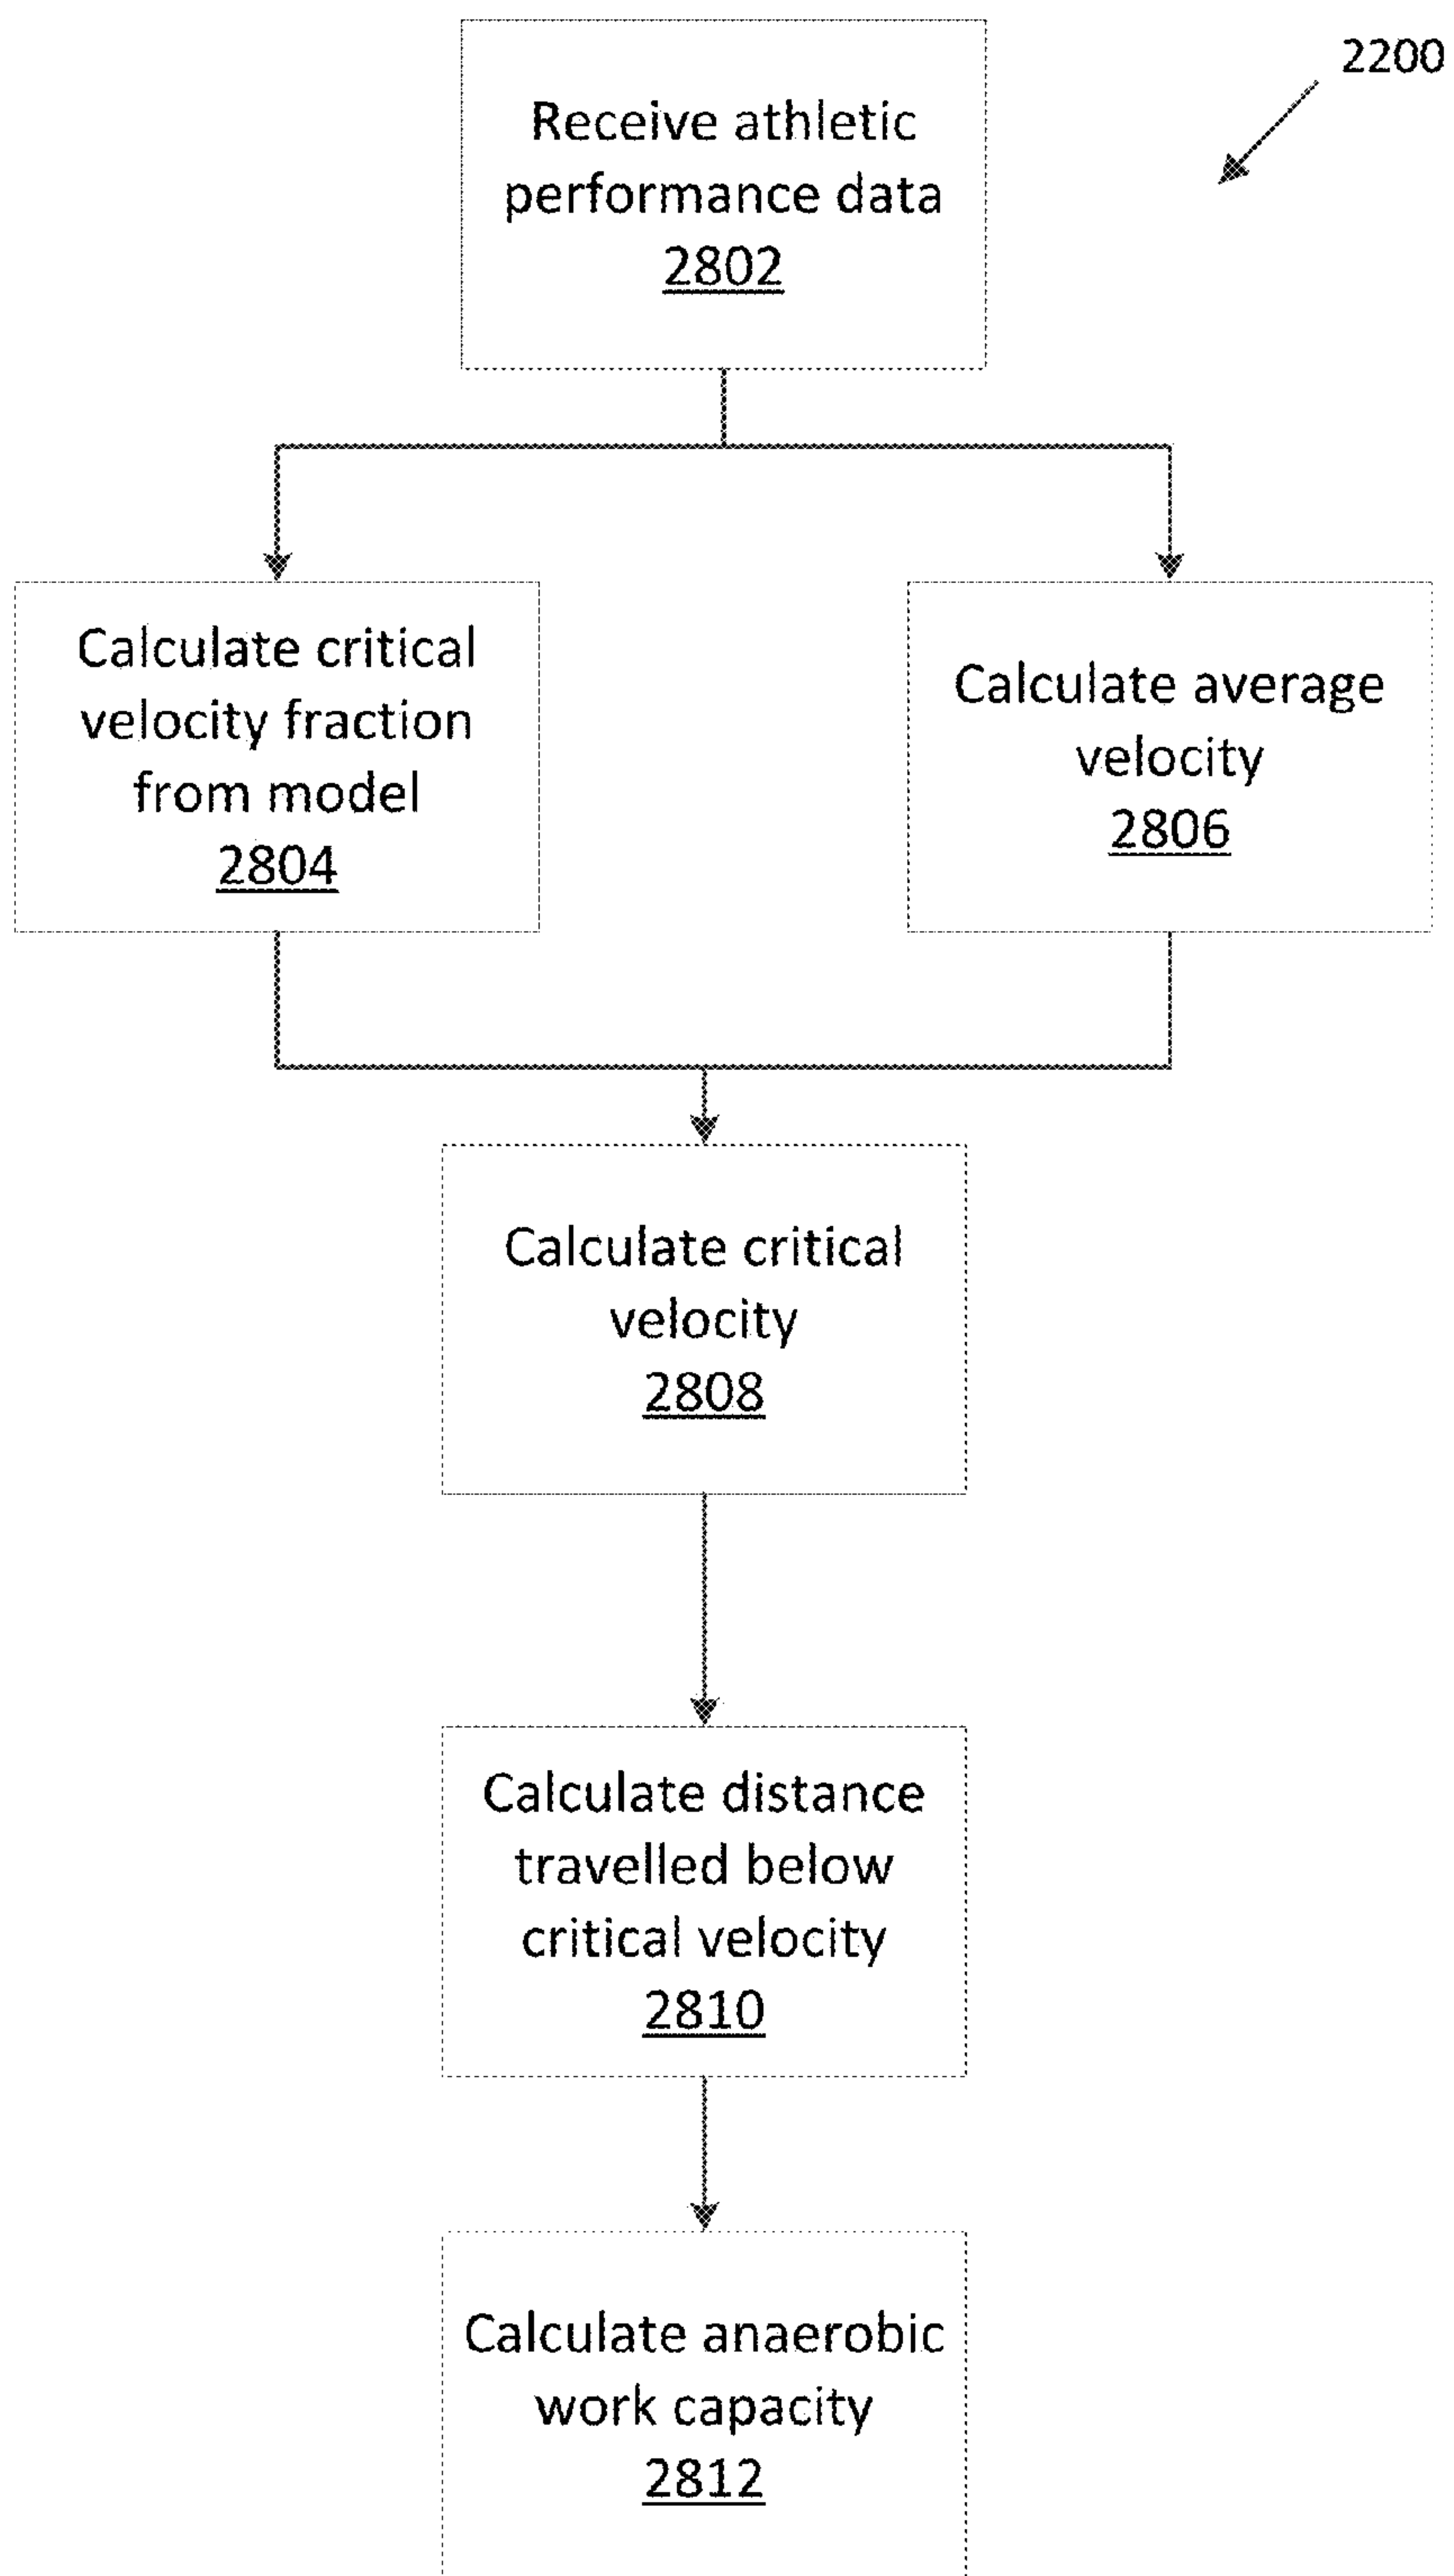 2200
Receive athletic
performance data
2802
Calculate critical
velocity fraction
from model
2804
Calculate average
velocity
2806
Calculate critical
velocity
2808
Calculate distance
travelled below
critical velocity
2810
Calculate anaerobic
work capacity
2812